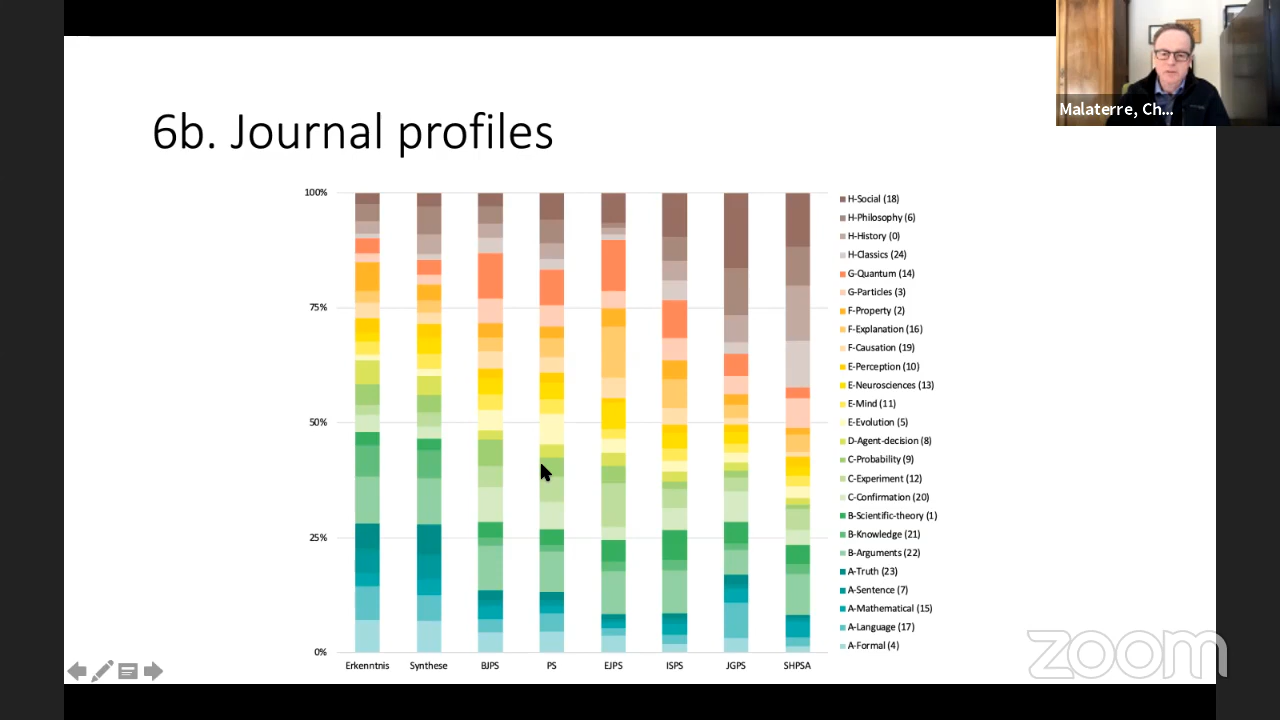 Malaterre, Ch...
6b. Journal profiles
100%
75%
50%
25%
0%
Erkenntnis
Synthese
BJPS
PS
EJPS
ISPS
JGPS
SHPSA
H-Social (18)
H-Philosophy (6)
H-History (0)
H-Classics (24)
G-Quantum (14)
G-Particles (3)
F-Property (2)
F-Explanation (16)
F-Causation (19)
E-Perception (10)
E-Neurosciences (13)
E-Mind (11)
E-Evolution (5)
D-Agent-decision (8)
C-Probability (9)
C-Experiment (12)
C-Confirmation (20)
B-Scientific-theory (1)
B-Knowledge (21)
B-Arguments (22)
A-Truth (23)
A-Sentence (7)
A-Mathematical (15)
A-Language (17)
A-Formal (4)
zoom